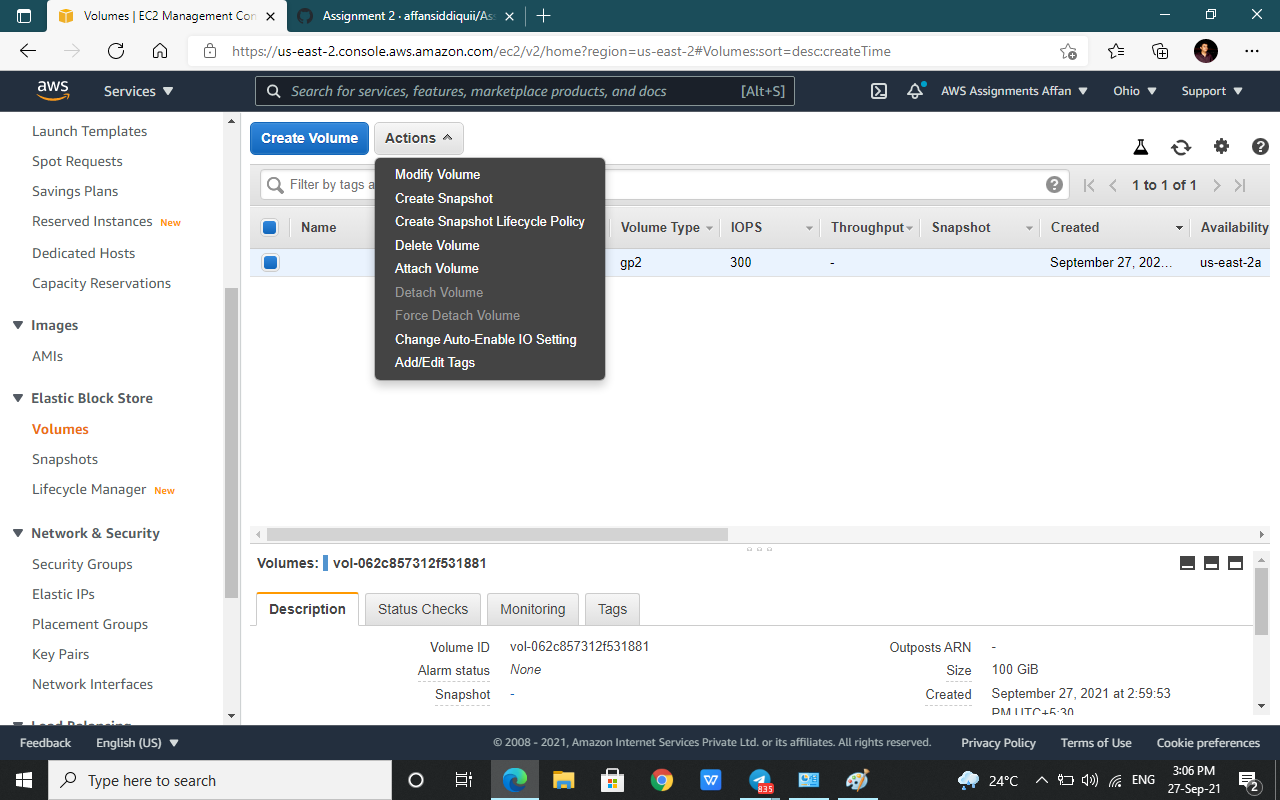 Volumes | EC2 Management Con
Assignment 2 · affansiddiquii/Ass
https://us-east-2.console.aws.amazon.com/ec2/v2/home?region=us-east-2#Volumes:sort=desc:createTime
aws
Services
Search for services, features, marketplace products, and docs
[Alt+S]
AWS Assignments Affan
Ohio
Support
Launch Templates
Spot Requests
Savings Plans
Reserved Instances New
Dedicated Hosts
Capacity Reservations
Images
AMIs
Elastic Block Store
Volumes
Snapshots
Lifecycle Manager New
Network & Security
Security Groups
Elastic IPs
Placement Groups
Key Pairs
Network Interfaces
Load Balancing
Create Volume
Actions
Modify Volume
Create Snapshot
Create Snapshot Lifecycle Policy
Delete Volume
Attach Volume
Detach Volume
Force Detach Volume
Change Auto-Enable IO Setting
Add/Edit Tags
Filter by tags a
1 to 1 of 1
Name Volume Type IOPS Throughput Snapshot Created Availability
gp2 300 - September 27, 202... us-east-2a
Volumes: vol-062c857312f531881
Description Status Checks Monitoring Tags
Volume ID vol-062c857312f531881
Alarm status None
Snapshot -
Outposts ARN -
Size 100 GiB
Created September 27, 2021 at 2:59:53
PM UTC+5:30
Feedback English (US) © 2008 - 2021, Amazon Internet Services Private Ltd. or its affiliates. All rights reserved. Privacy Policy Terms of Use Cookie preferences
Type here to search
835
24°C
ENG
3:06 PM
27-Sep-21
2